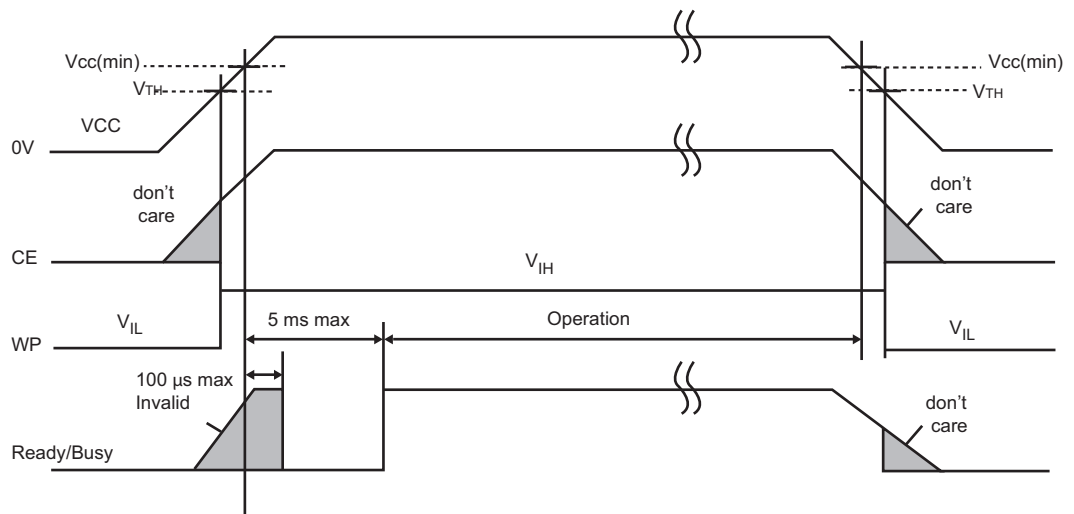 Vcc(min)
VTH
VCC
0V
Vcc(min)
VTH
don't
care
CE
don't
care
VIH
VIL
WP
5 ms max
Operation
VIL
100 µs max
Invalid
Ready/Busy
don't
care